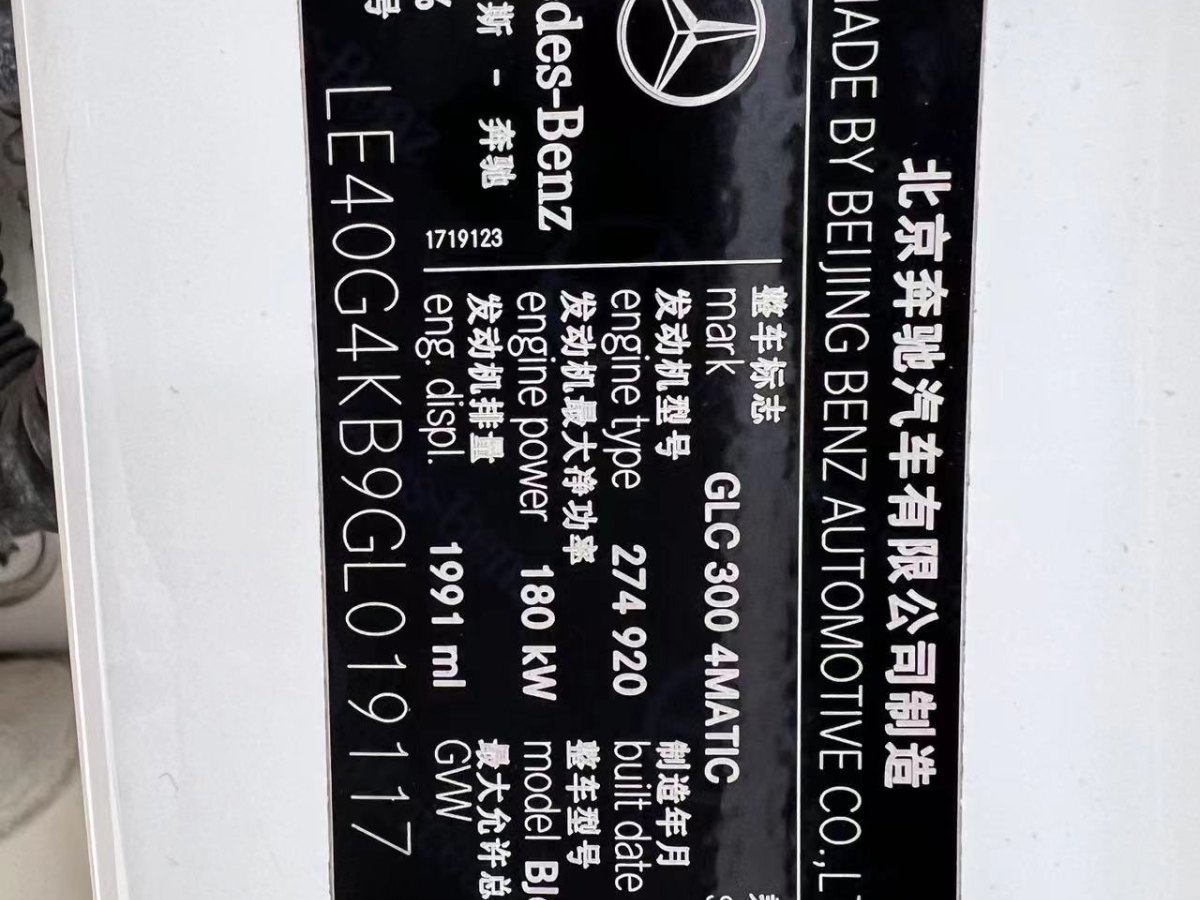 北京奔驰汽车有限公司制造
MADE BY BEIJING BENZ AUTOMOTIVE CO.,LT
整车标志
mark GLC 300 4MATIC
发动机型号 制造年月
engine type 274 920 built date
发动机最大净功率 整车型号
engine power 180 kW model BJ
发动机排量 最大允许总
eng. displ. 1991 ml GVW
des-Benz
斯 - 奔驰
1719123
号 LE40G4KB9GL019117